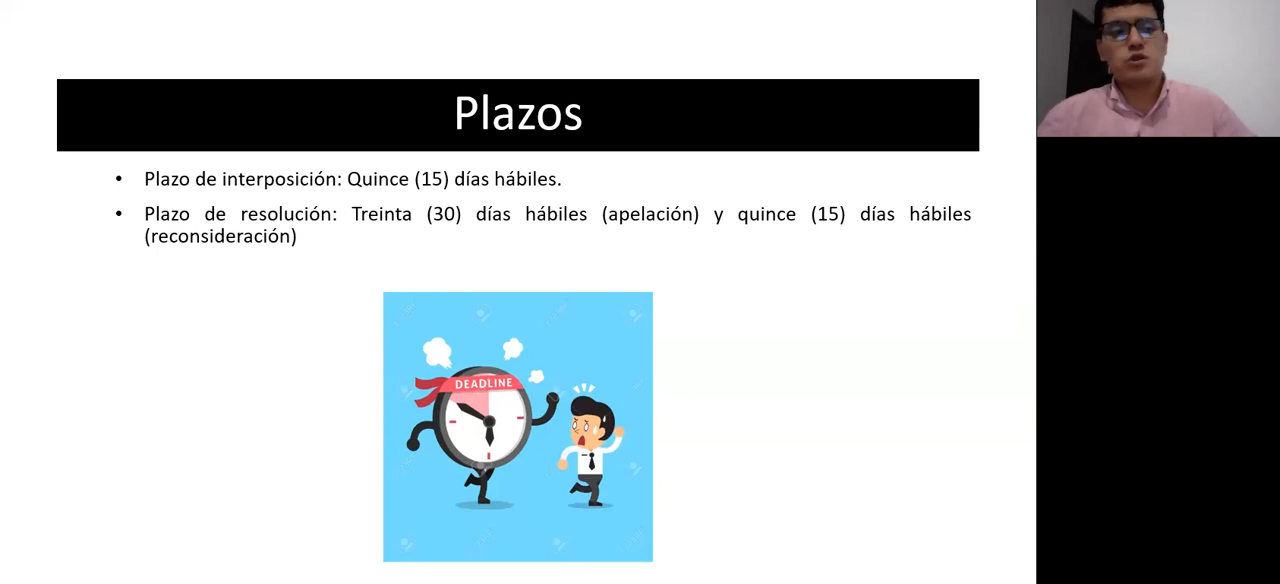 Plazos
• Plazo de interposición: Quince (15) días hábiles.
• Plazo de resolución: Treinta (30) días hábiles (apelación) y quince (15) días hábiles
(reconsideración)
DEADLINE